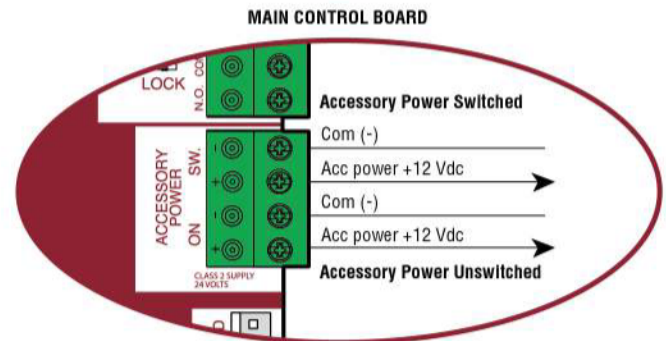 MAIN CONTROL BOARD
LOCK
N.O. CO
Accessory Power Switched
Com (-)
Acc power +12 Vdc
Com (-)
Acc power +12 Vdc
Accessory Power Unswitched
ACCESSORY
POWER
ON SW.
- 
+
-
+
CLASS 2 SUPPLY
24 VOLTS